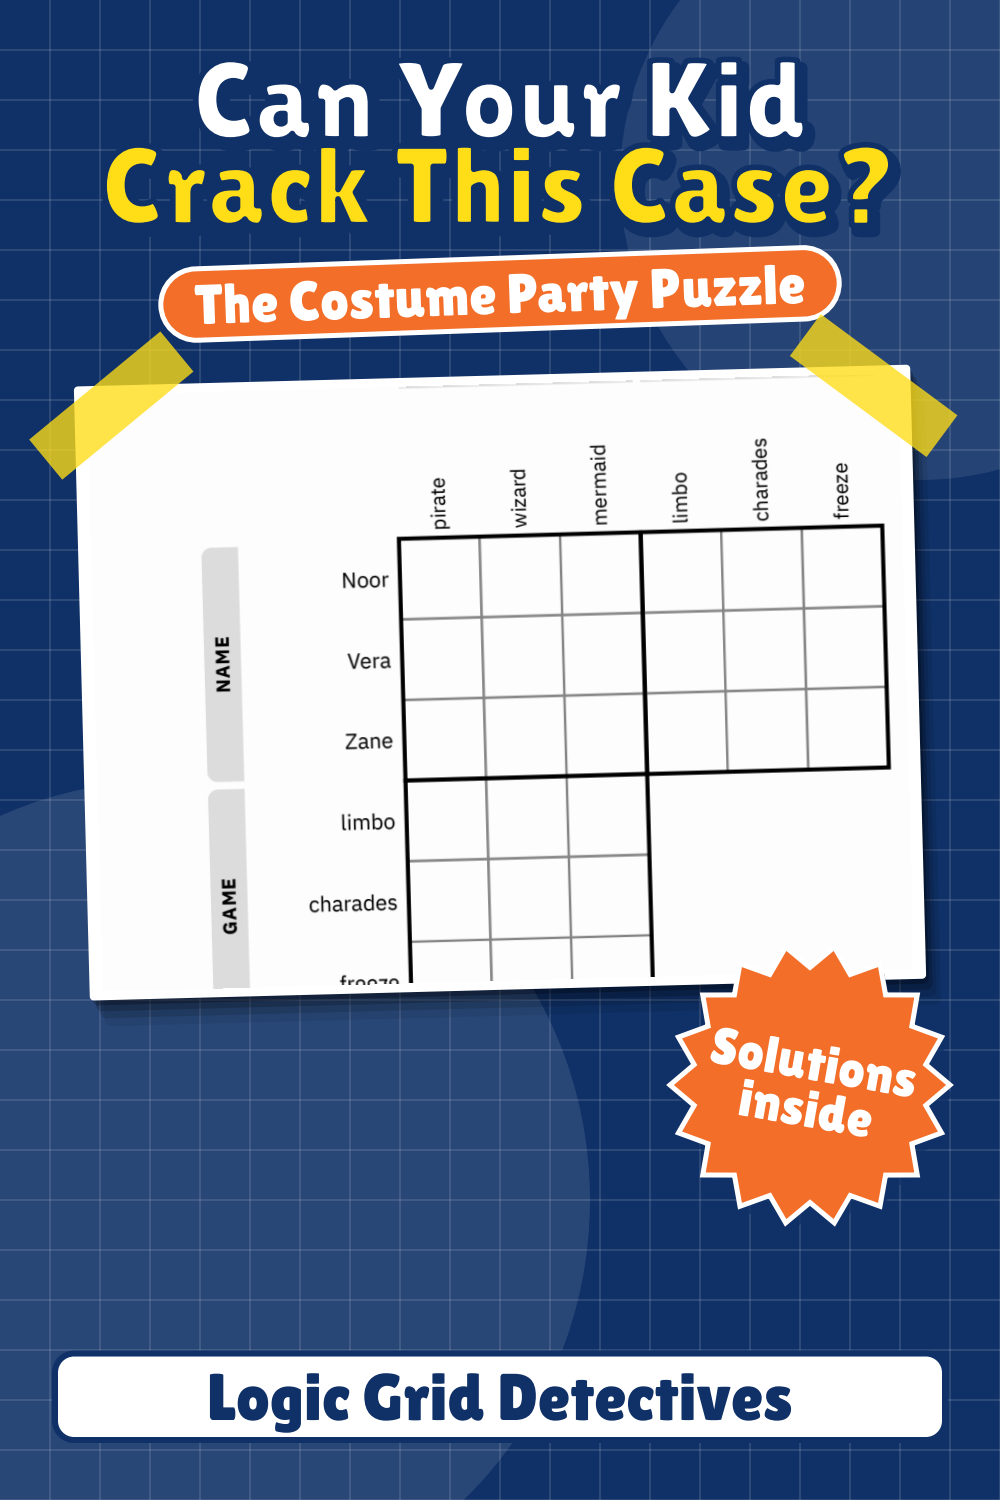 Can Your Kid
Crack This Case?
The Costume Party Puzzle
pirate
wizard
mermaid
limbo
charades
freeze
NAME
Noor
Vera
Zane
GAME
limbo
charades
freeze
Solutions
inside
Logic Grid Detectives